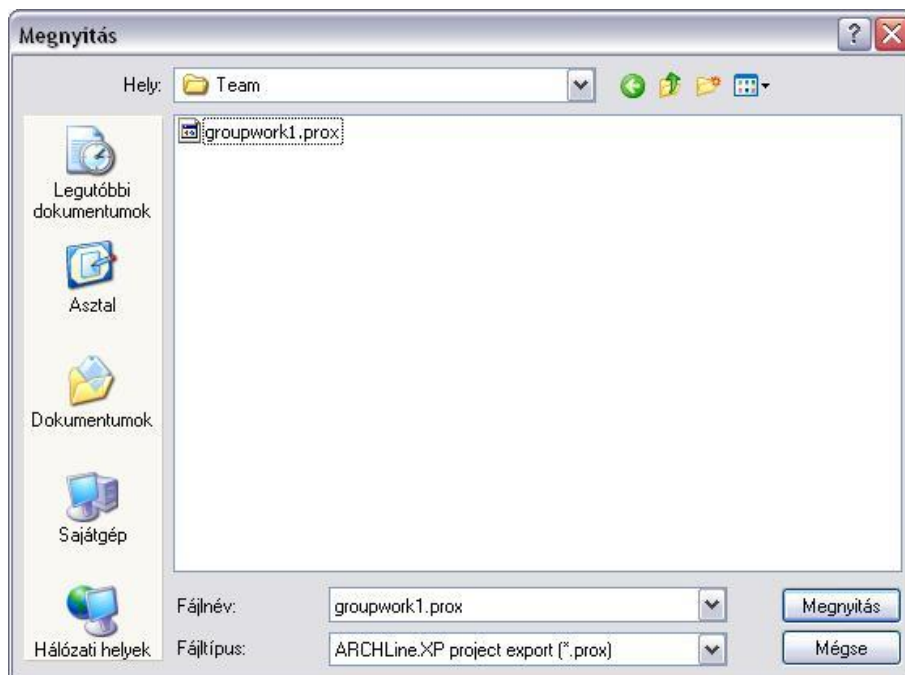 Megnyitás
Hely:
Team
groupwork1.prox
Legutóbbi
dokumentumok
Asztal
Dokumentumok
Sajátgép
Hálózati helyek
Fájlnév:
groupwork1.prox
Megnyitás
Fájltípus:
ARCHLine.XP project export (*.prox)
Mégse